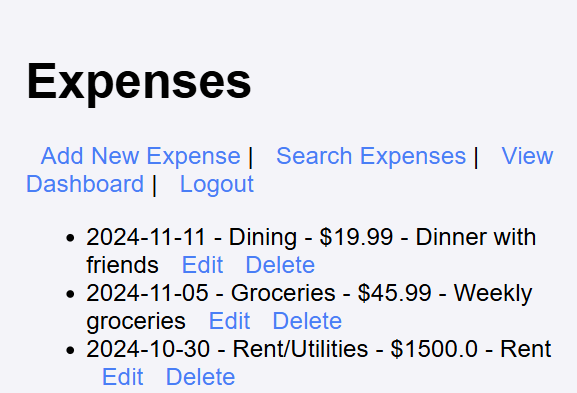 Expenses
Add New Expense | Search Expenses | View
Dashboard | Logout
• 2024-11-11 - Dining - $19.99 - Dinner with
friends Edit Delete
• 2024-11-05 - Groceries - $45.99 - Weekly
groceries Edit Delete
• 2024-10-30 - Rent/Utilities - $1500.0 - Rent
Edit Delete